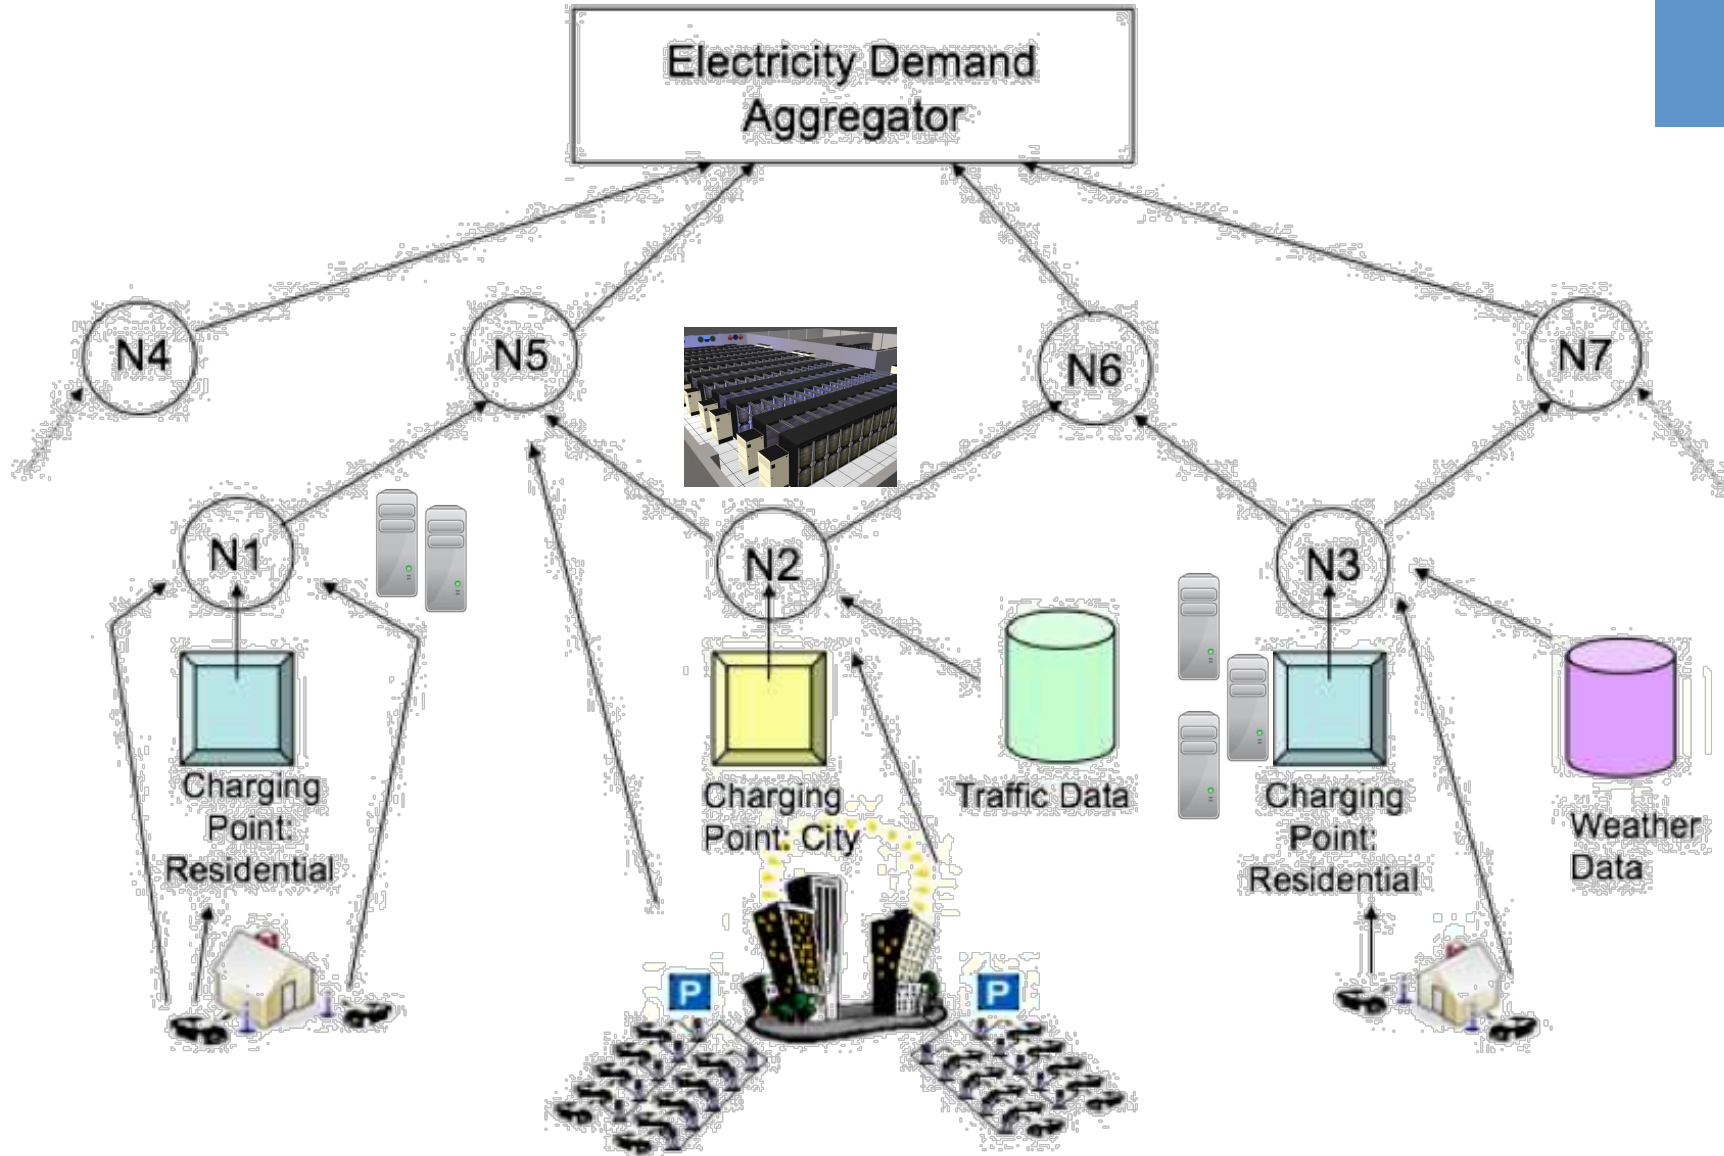 Electricity Demand
Aggregator
N4
N5
N6
N7
N1
N2
N3
Charging
Point:
Residential
Charging
Point: City
Traffic Data
Charging
Point:
Residential
Weather
Data
P
P